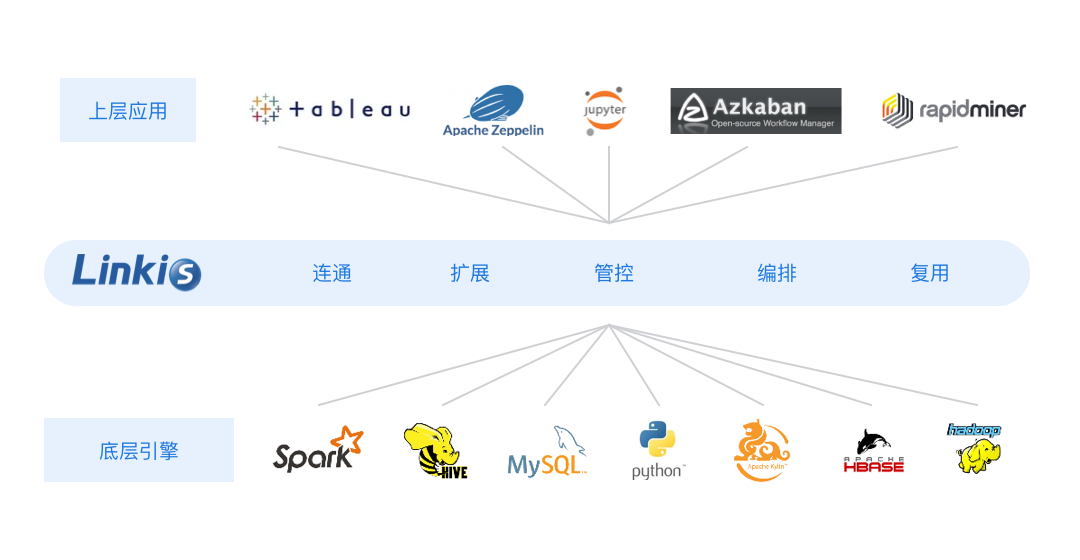 上层应用
tableau
Apache Zeppelin
jupyter
Azkaban
Open-source Workflow Manager
rapidminer
Linkis
连通
扩展
管控
编排
复用
底层引擎
Spark
HIVE
MySQL
python
Apache Kylin
APACHE
HBASE
hadoop